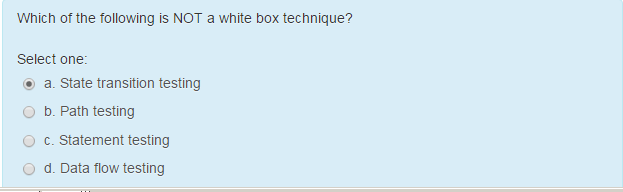 Which of the following is NOT a white box technique?
Select one:
a. State transition testing
b. Path testing
c. Statement testing
d. Data flow testing